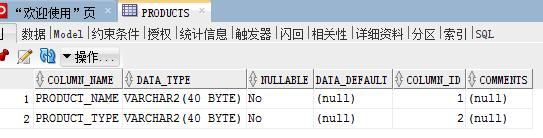 “欢迎使用”页 PRODUCTS
数据 Model 约束条件 授权 统计信息 触发器 闪回 相关性 详细资料 分区 索引 SQL
操作...
COLUMN_NAME DATA_TYPE NULLABLE DATA_DEFAULT COLUMN_ID COMMENTS
1 PRODUCT_NAME VARCHAR2(40 BYTE) No (null) 1 (null)
2 PRODUCT_TYPE VARCHAR2(40 BYTE) No (null) 2 (null)